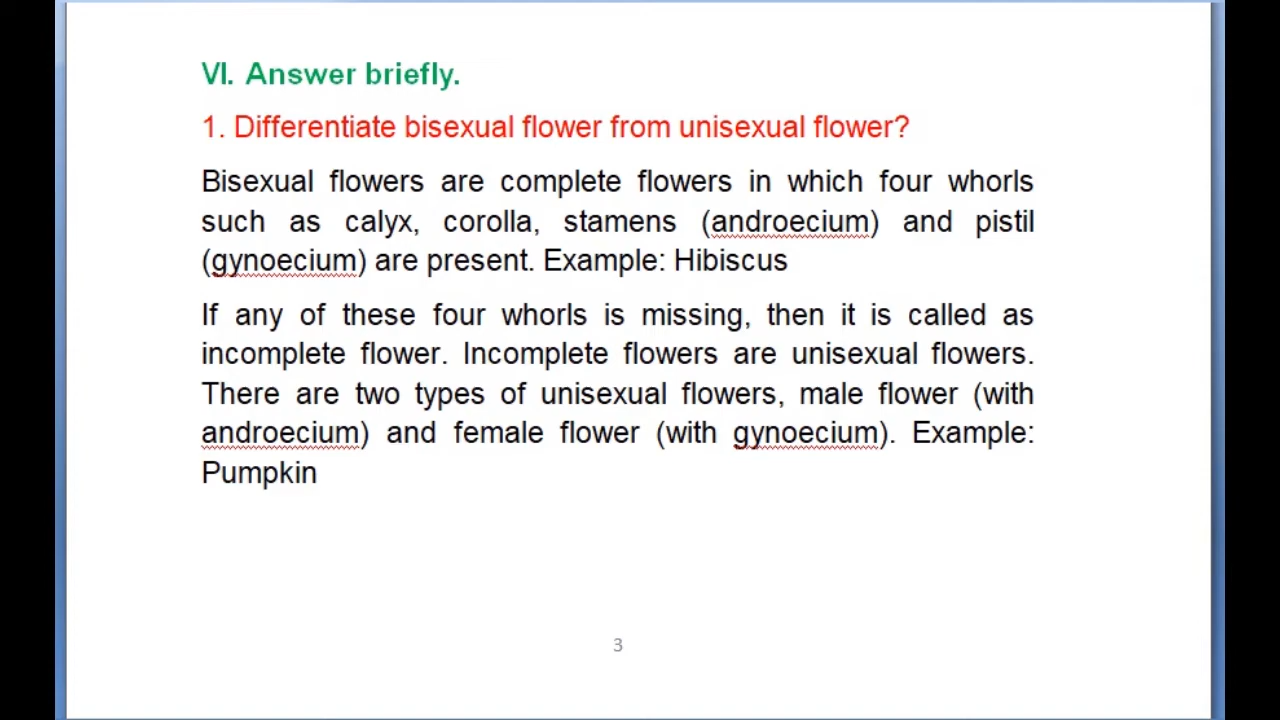 VI. Answer briefly.
1. Differentiate bisexual flower from unisexual flower?
Bisexual flowers are complete flowers in which four whorls
such as calyx, corolla, stamens (androecium) and pistil
(gynoecium) are present. Example: Hibiscus
If any of these four whorls is missing, then it is called as
incomplete flower. Incomplete flowers are unisexual flowers.
There are two types of unisexual flowers, male flower (with
androecium) and female flower (with gynoecium). Example:
Pumpkin
3